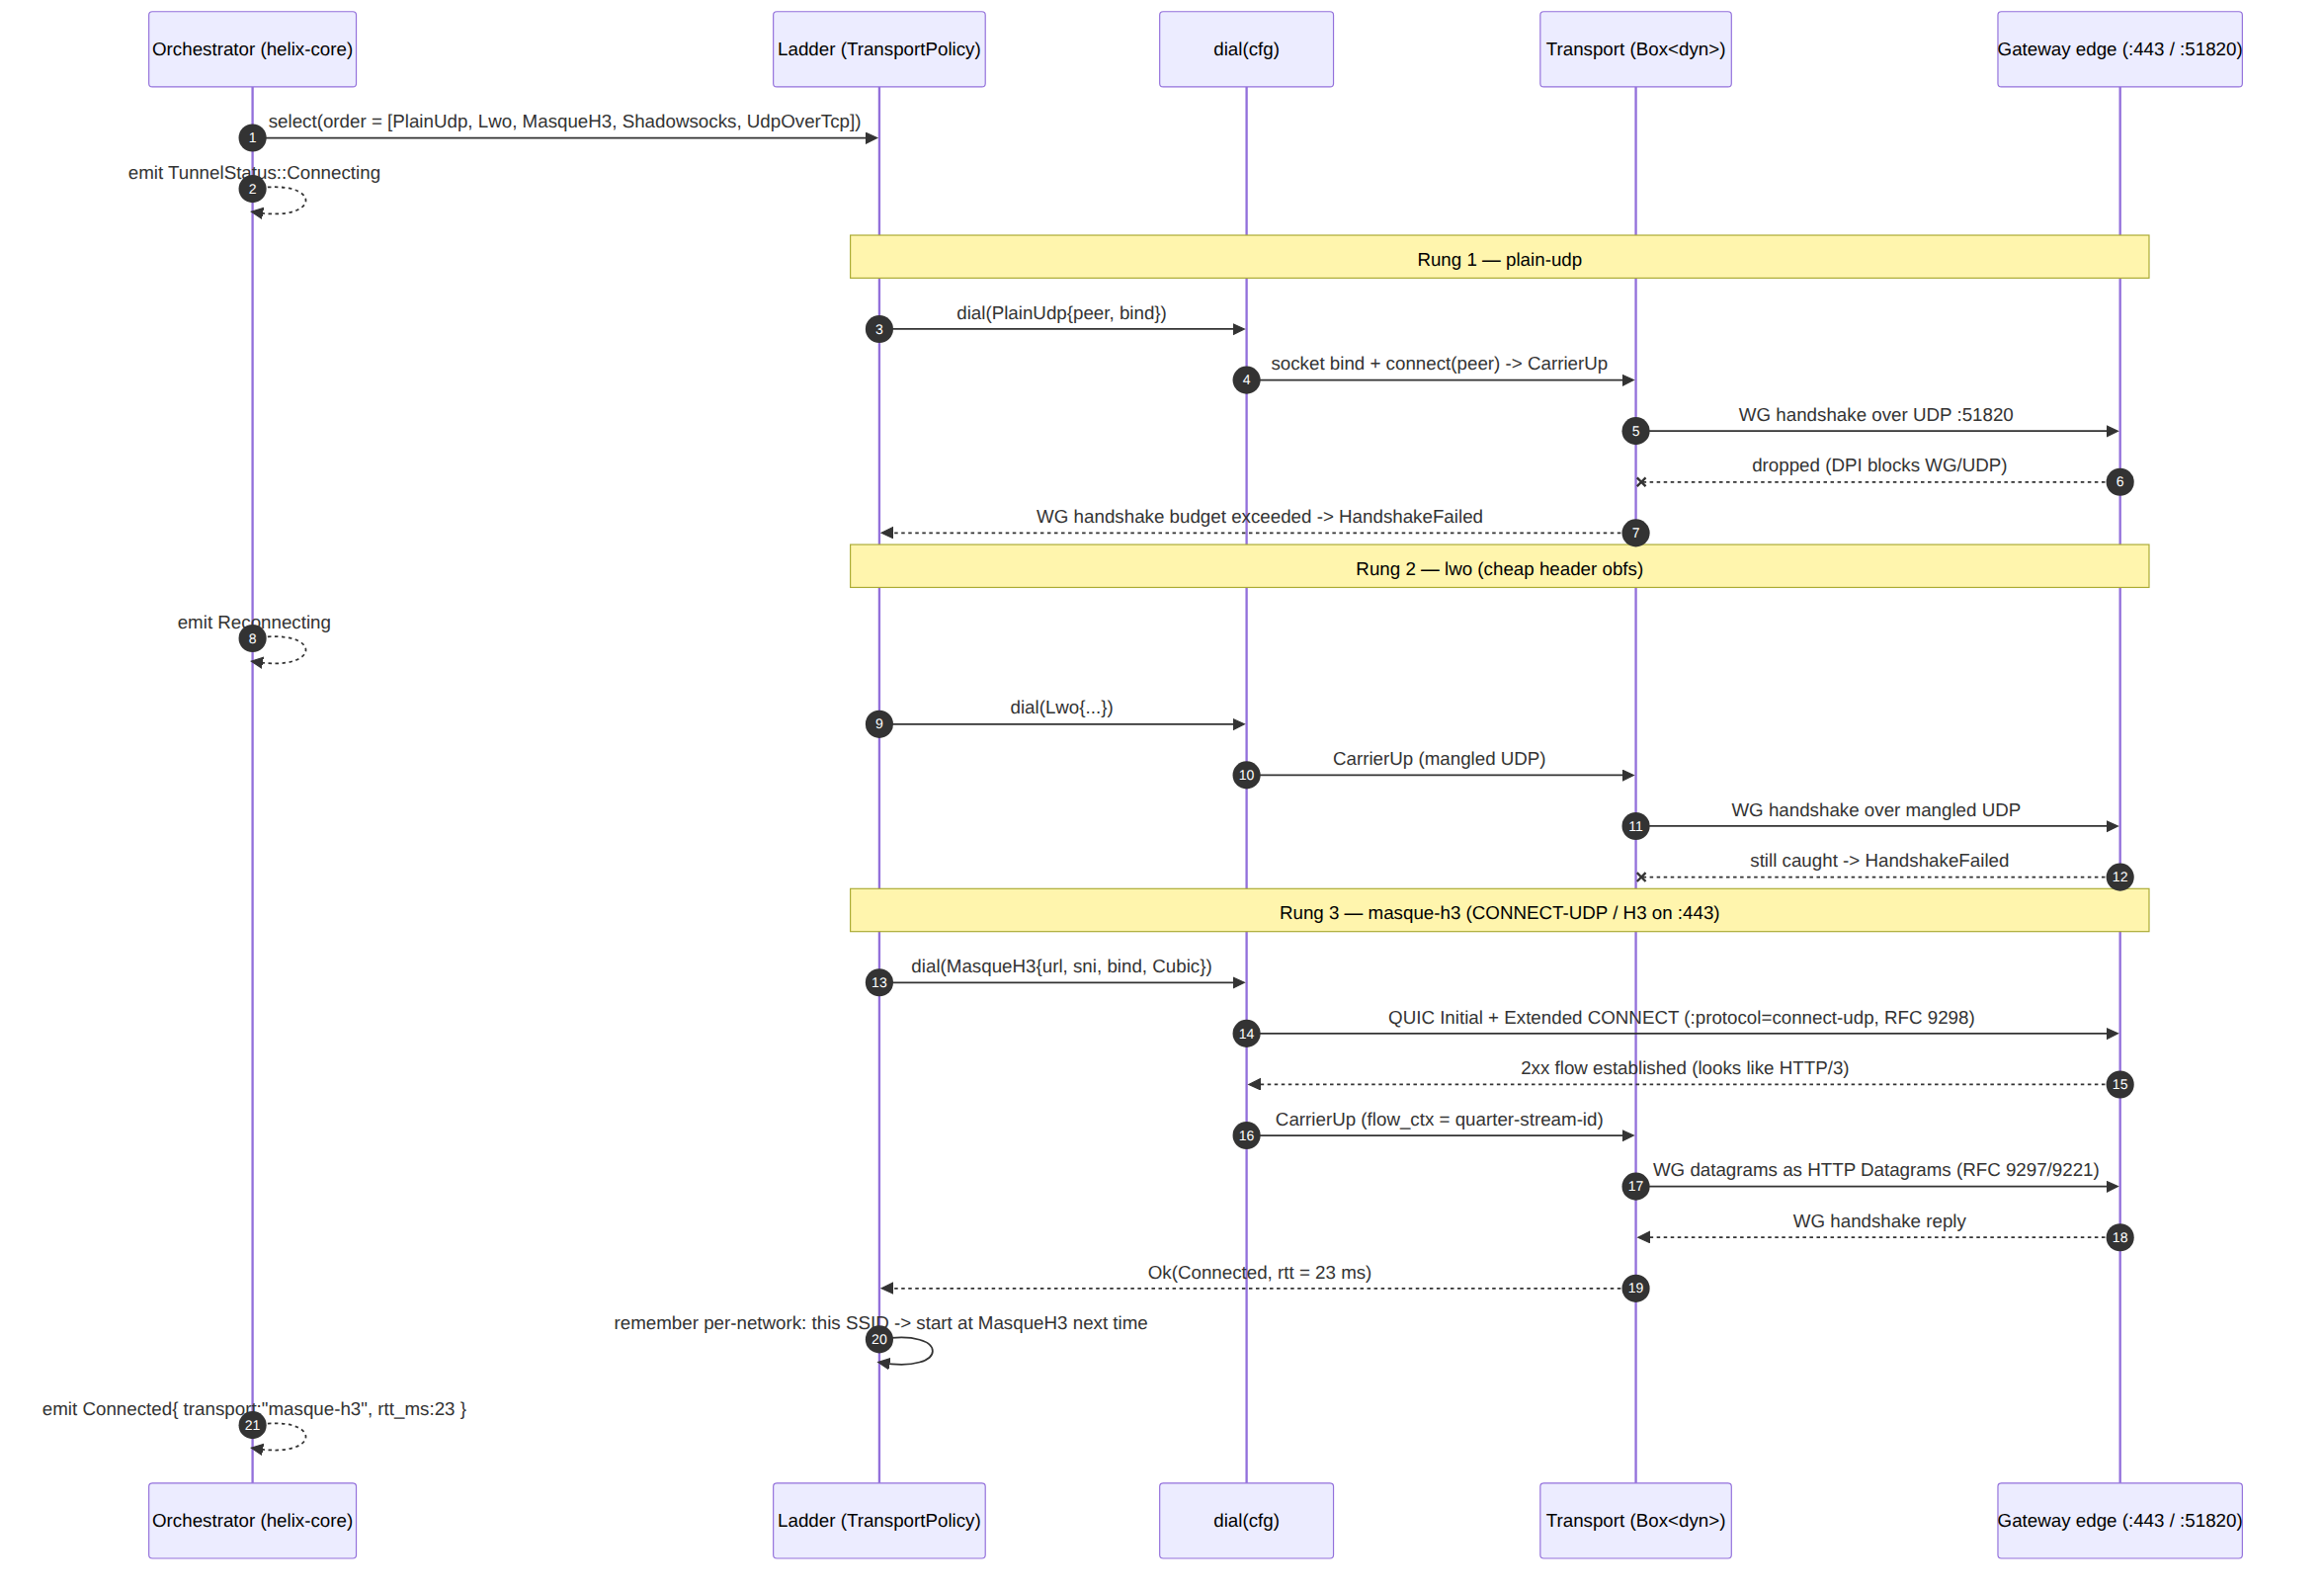 Orchestrator (helix-core)
Ladder (TransportPolicy)
dial(cfg)
Transport (Box<dyn>)
Gateway edge (:443 / :51820)
1
select(order = [PlainUdp, Lwo, MasqueH3, Shadowsocks, UdpOverTcp])
emit TunnelStatus::Connecting
2
Rung 1 — plain-udp
dial(PlainUdp{peer, bind})
3
socket bind + connect(peer) -> CarrierUp
4
WG handshake over UDP :51820
5
dropped (DPI blocks WG/UDP)
6
WG handshake budget exceeded -> HandshakeFailed
7
Rung 2 — lwo (cheap header obfs)
emit Reconnecting
8
dial(Lwo{...})
9
CarrierUp (mangled UDP)
10
WG handshake over mangled UDP
11
still caught -> HandshakeFailed
12
Rung 3 — masque-h3 (CONNECT-UDP / H3 on :443)
dial(MasqueH3{url, sni, bind, Cubic})
13
QUIC Initial + Extended CONNECT (:protocol=connect-udp, RFC 9298)
14
2xx flow established (looks like HTTP/3)
15
CarrierUp (flow_ctx = quarter-stream-id)
16
WG datagrams as HTTP Datagrams (RFC 9297/9221)
17
WG handshake reply
18
Ok(Connected, rtt = 23 ms)
19
remember per-network: this SSID -> start at MasqueH3 next time
20
emit Connected{ transport:"masque-h3", rtt_ms:23 }
21
Orchestrator (helix-core)
Ladder (TransportPolicy)
dial(cfg)
Transport (Box<dyn>)
Gateway edge (:443 / :51820)